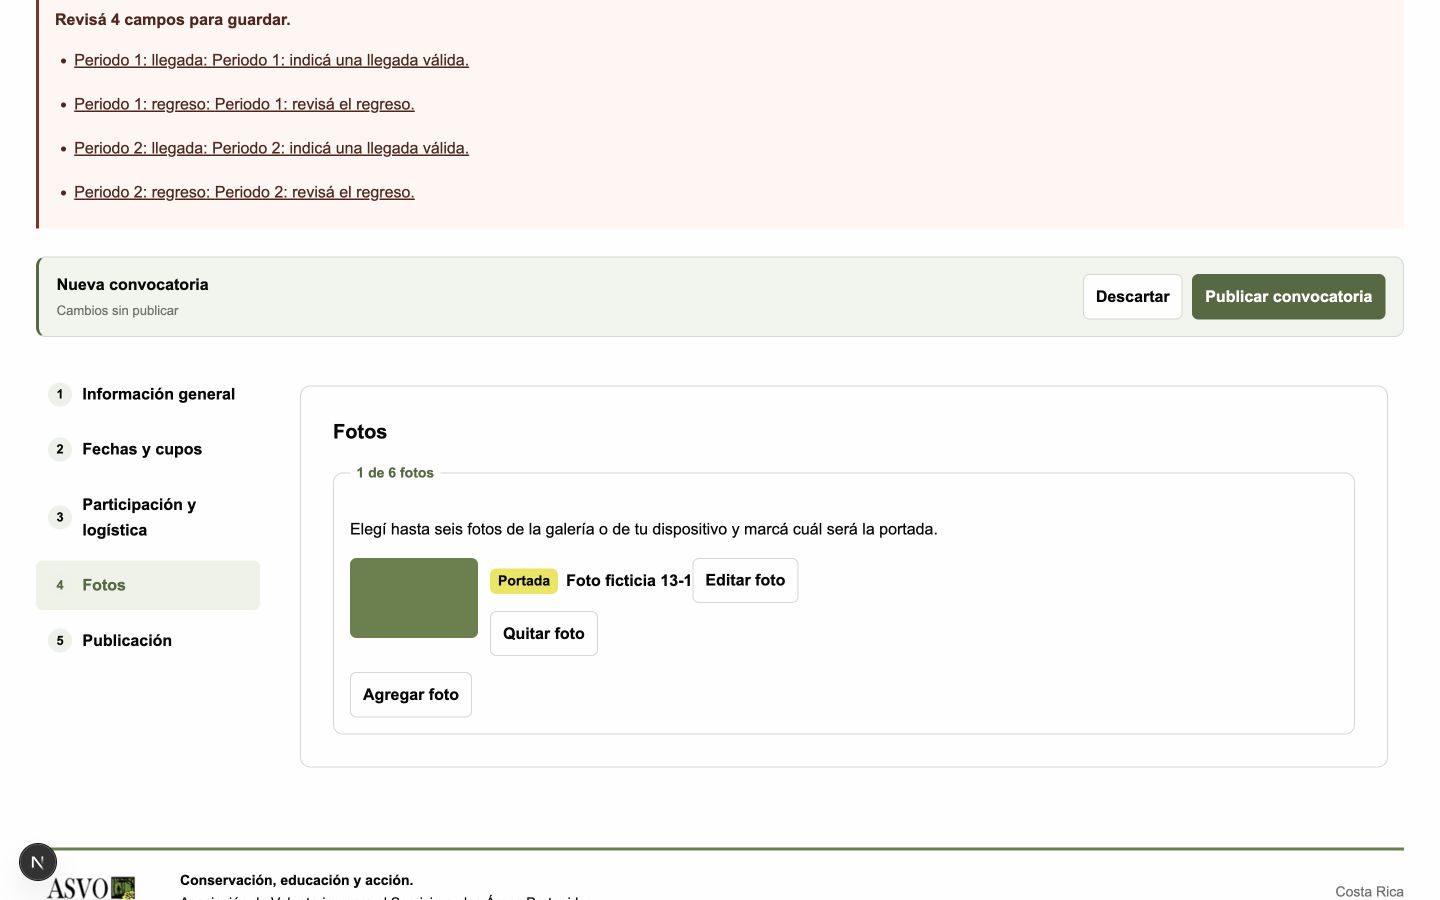 Revisá 4 campos para guardar.
Periodo 1: llegada: Periodo 1: indicá una llegada válida.
Periodo 1: regreso: Periodo 1: revisá el regreso.
Periodo 2: llegada: Periodo 2: indicá una llegada válida.
Periodo 2: regreso: Periodo 2: revisá el regreso.
Nueva convocatoria
Cambios sin publicar
Descartar
Publicar convocatoria
1 Información general
2 Fechas y cupos
3 Participación y
logística
4 Fotos
5 Publicación
Fotos
1 de 6 fotos
Elegí hasta seis fotos de la galería o de tu dispositivo y marcá cuál será la portada.
Portada Foto ficticia 13-1 Editar foto
Quitar foto
Agregar foto
N
ASVO
Conservación, educación y acción.
Costa Rica